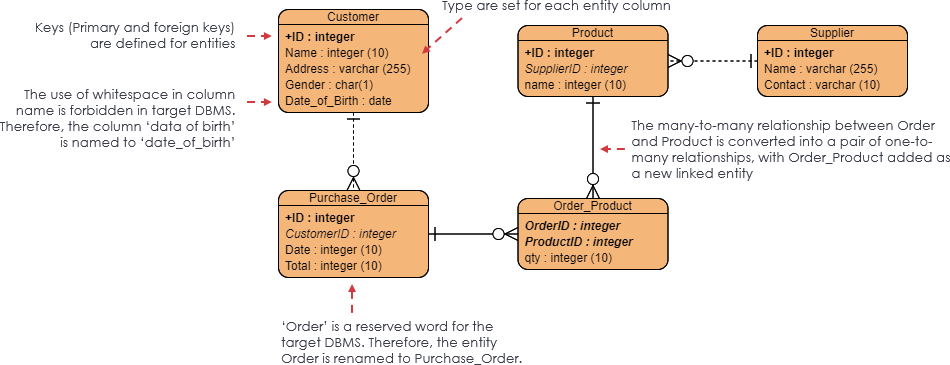 Type are set for each entity column
Customer
+ID : integer
Name : integer (10)
Address : varchar (255)
Gender : char(1)
Date_of_Birth : date
Keys (Primary and foreign keys)
are defined for entities
The use of whitespace in column
name is forbidden in target DBMS.
Therefore, the column ‘data of birth’
is named to ‘date_of_birth’
Product
+ID : integer
SupplierID : integer
name : integer (10)
Supplier
+ID : integer
Name : varchar (255)
Contact : varchar (10)
The many-to-many relationship between Order
and Product is converted into a pair of one-to-
many relationships, with Order_Product added as
a new linked entity
Purchase_Order
+ID : integer
CustomerID : integer
Date : integer (10)
Total : integer (10)
Order_Product
OrderID : integer
ProductID : integer
qty : integer (10)
‘Order’ is a reserved word for the
target DBMS. Therefore, the entity
Order is renamed to Purchase_Order.